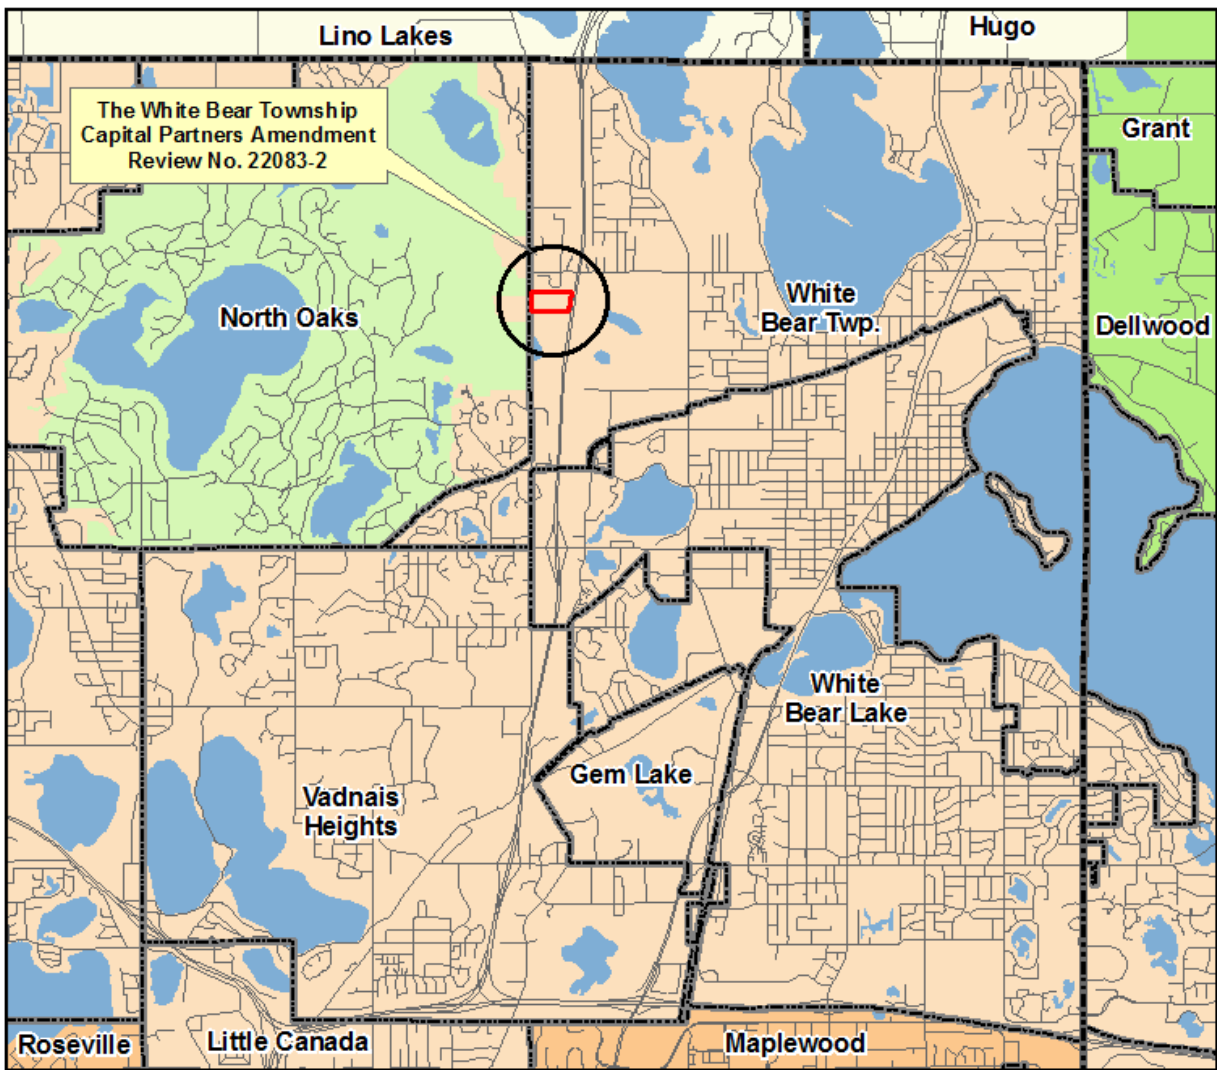 Lino Lakes
Hugo
The White Bear Township
Capital Partners Amendment
Review No. 22083-2
Grant
North Oaks
White
Bear Twp.
Dellwood
White
Bear Lake
Gem Lake
Vadnais
Heights
Roseville
Little Canada
Maplewood